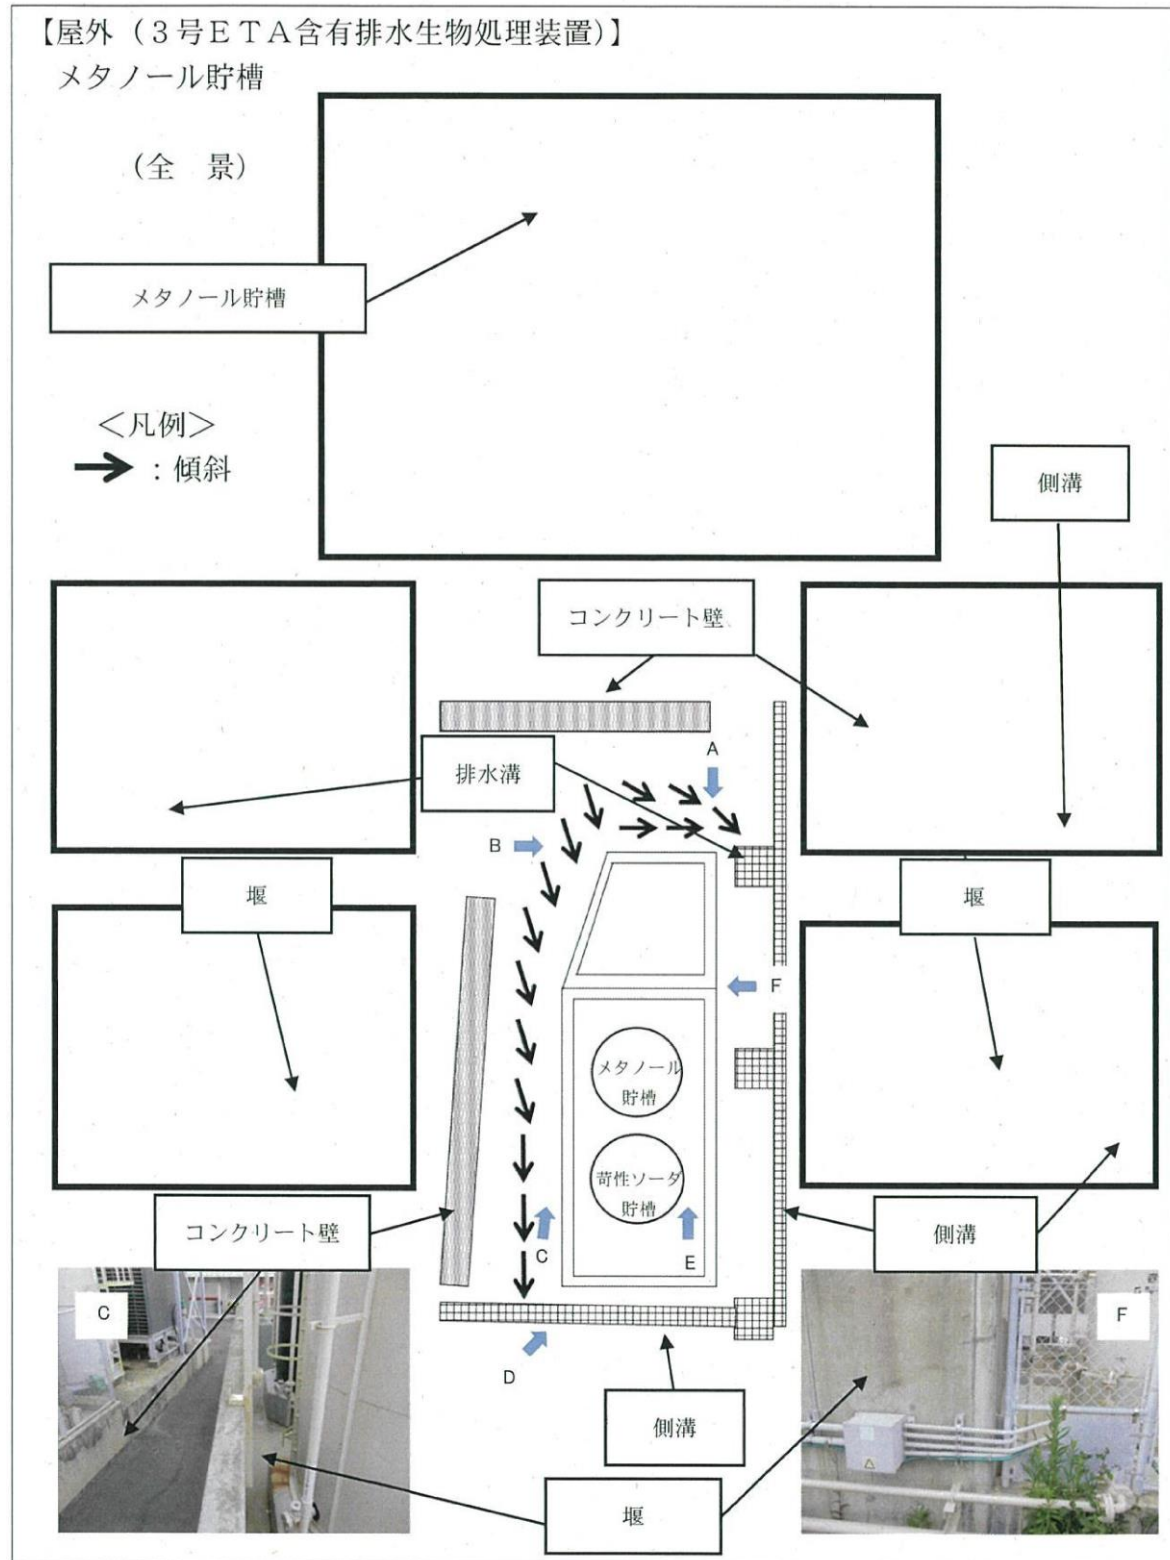 【屋外（３号ＥＴＡ含有排水生物処理装置）】
メタノール貯槽
（全　景）
メタノール貯槽
＜凡例＞
：傾斜
側溝
コンクリート壁
排水溝
A
B
堰
堰
F
メタノール
貯槽
苛性ソーダ
貯槽
C
E
コンクリート壁
側溝
C
F
D
側溝
堰